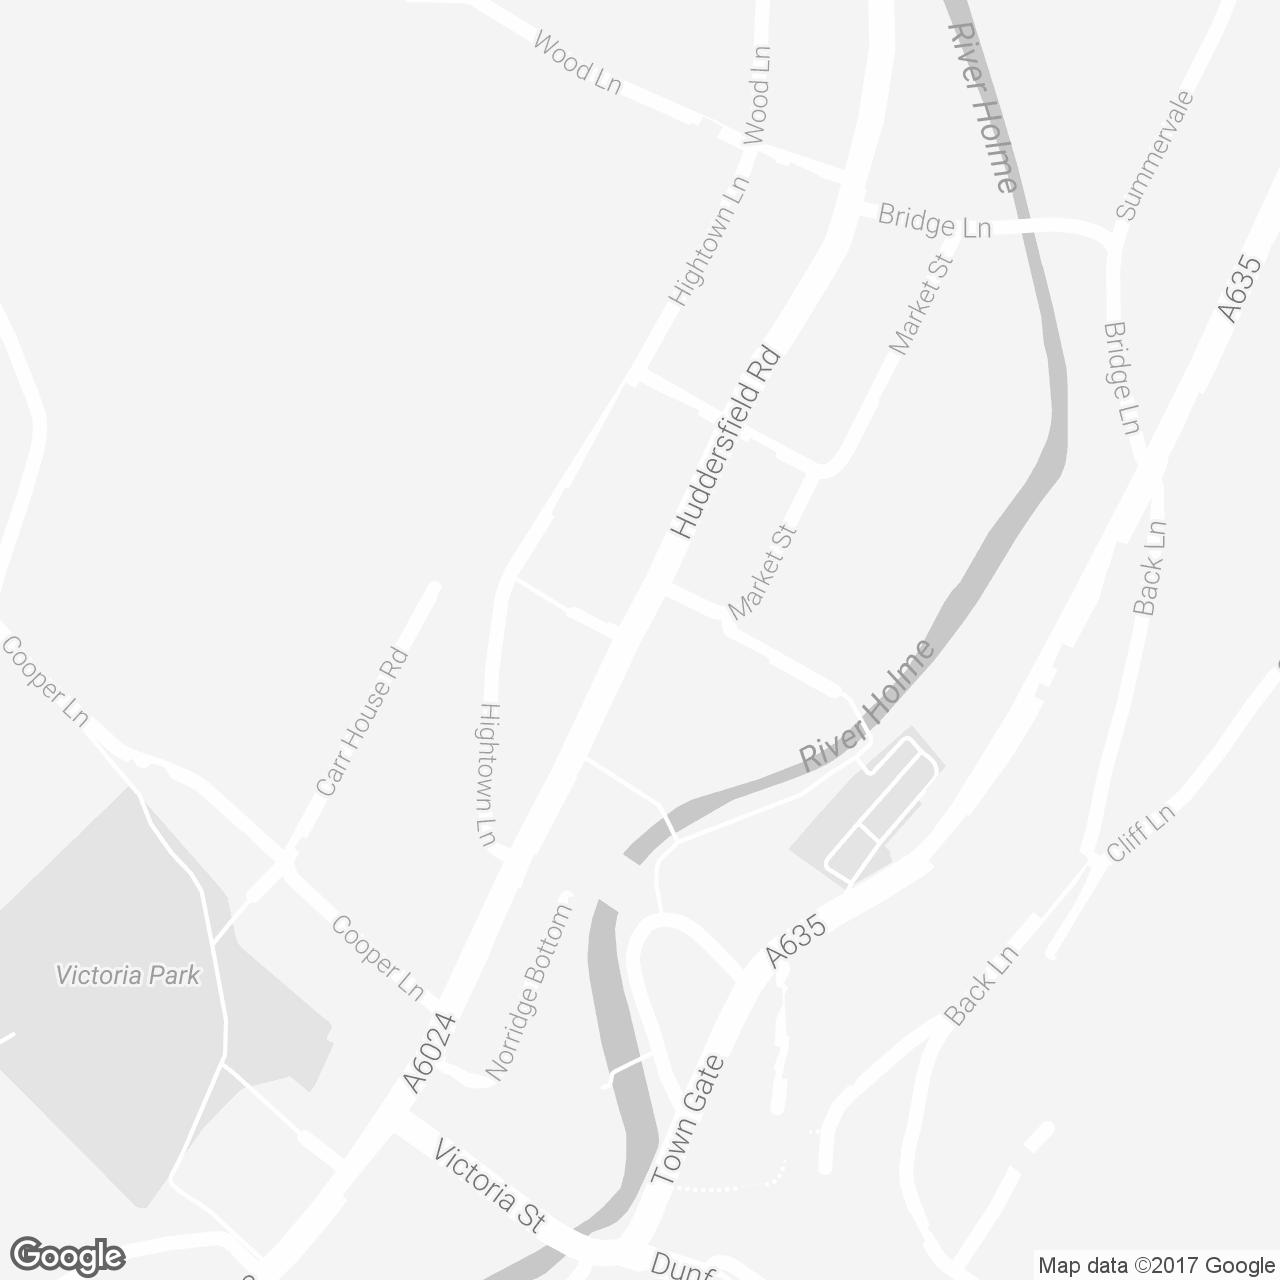 River Holme
Wood Ln
Wood Ln
Summervale
Hightown Ln
Bridge Ln
Market St
A635
Bridge Ln
Huddersfield Rd
Market St
Back Ln
Cooper Ln
Carr House Rd
River Holme
Hightown Ln
Cliff Ln
Cooper Ln
Norridge Bottom
A635
Victoria Park
Back Ln
A6024
Town Gate
Victoria St
Google
Map data ©2017 Google